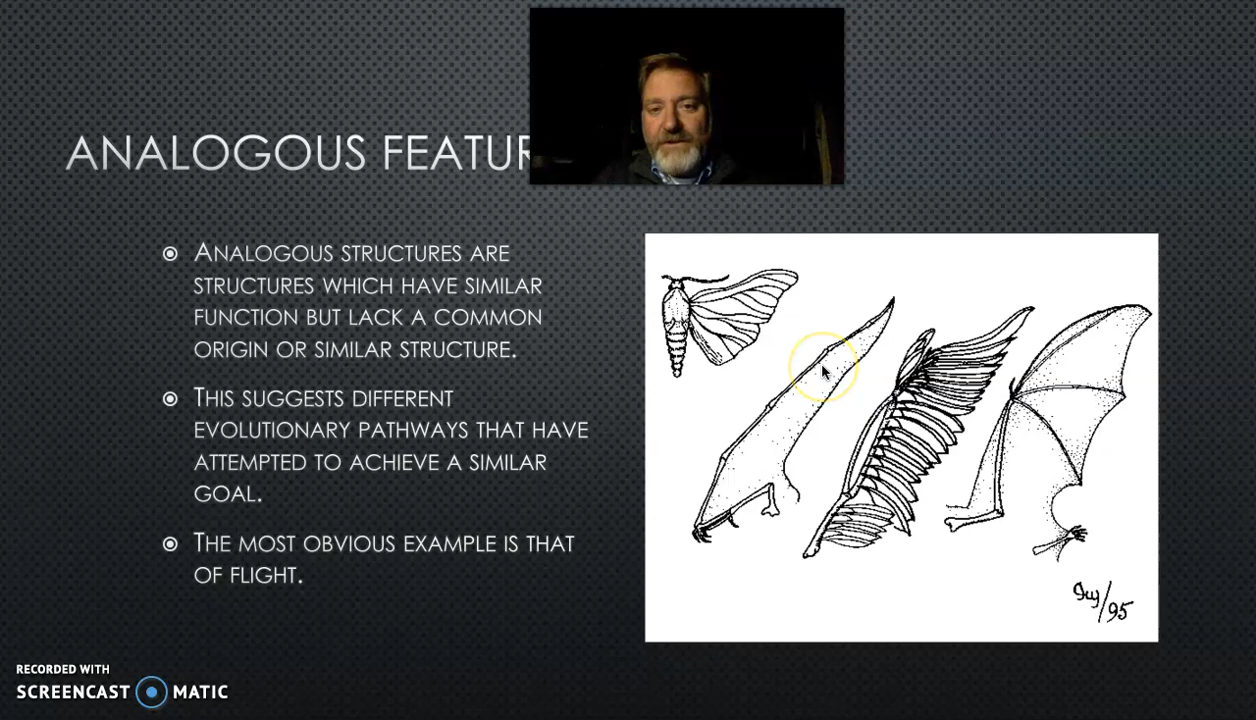 ANALOGOUS FEATUR
ANALOGOUS STRUCTURES ARE
STRUCTURES WHICH HAVE SIMILAR
FUNCTION BUT LACK A COMMON
ORIGIN OR SIMILAR STRUCTURE.
THIS SUGGESTS DIFFERENT
EVOLUTIONARY PATHWAYS THAT HAVE
ATTEMPTED TO ACHIEVE A SIMILAR
GOAL.
THE MOST OBVIOUS EXAMPLE IS THAT
OF FLIGHT.
/95
RECORDED WITH
SCREENCAST MATIC